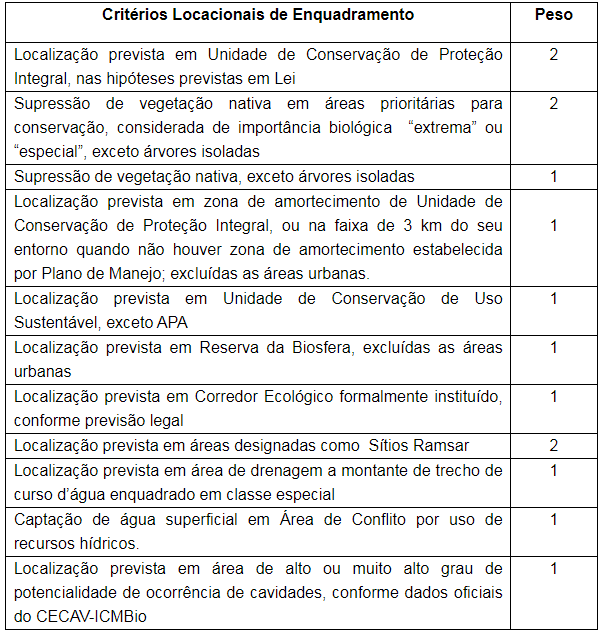 Critérios Locacionais de Enquadramento Peso
Localização prevista em Unidade de Conservação de Proteção
Integral, nas hipóteses previstas em Lei
2
Supressão de vegetação nativa em áreas prioritárias para
conservação, considerada de importância biológica “extrema” ou
“especial”, exceto árvores isoladas
2
Supressão de vegetação nativa, exceto árvores isoladas
1
Localização prevista em zona de amortecimento de Unidade de
Conservação de Proteção Integral, ou na faixa de 3 km do seu
entorno quando não houver zona de amortecimento estabelecida
por Plano de Manejo; excluídas as áreas urbanas.
1
Localização prevista em Unidade de Conservação de Uso
Sustentável, exceto APA
1
Localização prevista em Reserva da Biosfera, excluídas as áreas
urbanas
1
Localização prevista em Corredor Ecológico formalmente instituído,
conforme previsão legal
1
Localização prevista em áreas designadas como Sítios Ramsar
2
Localização prevista em área de drenagem a montante de trecho de
curso d’água enquadrado em classe especial
1
Captação de água superficial em Área de Conflito por uso de
recursos hídricos.
1
Localização prevista em área de alto ou muito alto grau de
potencialidade de ocorrência de cavidades, conforme dados oficiais
do CECAV-ICMBio
1